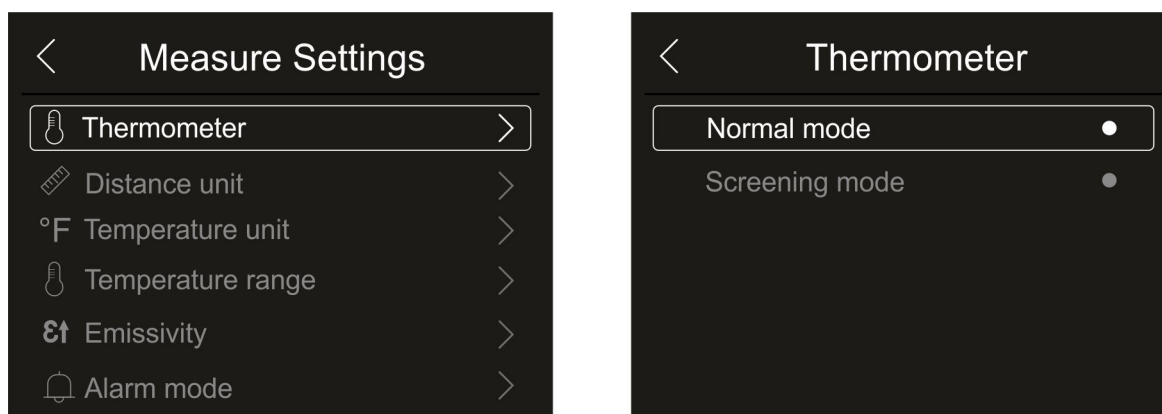 Measure Settings
Thermometer
Distance unit
°F Temperature unit
Temperature range
Ɛ Emissivity
Alarm mode
Thermometer
Normal mode
Screening mode